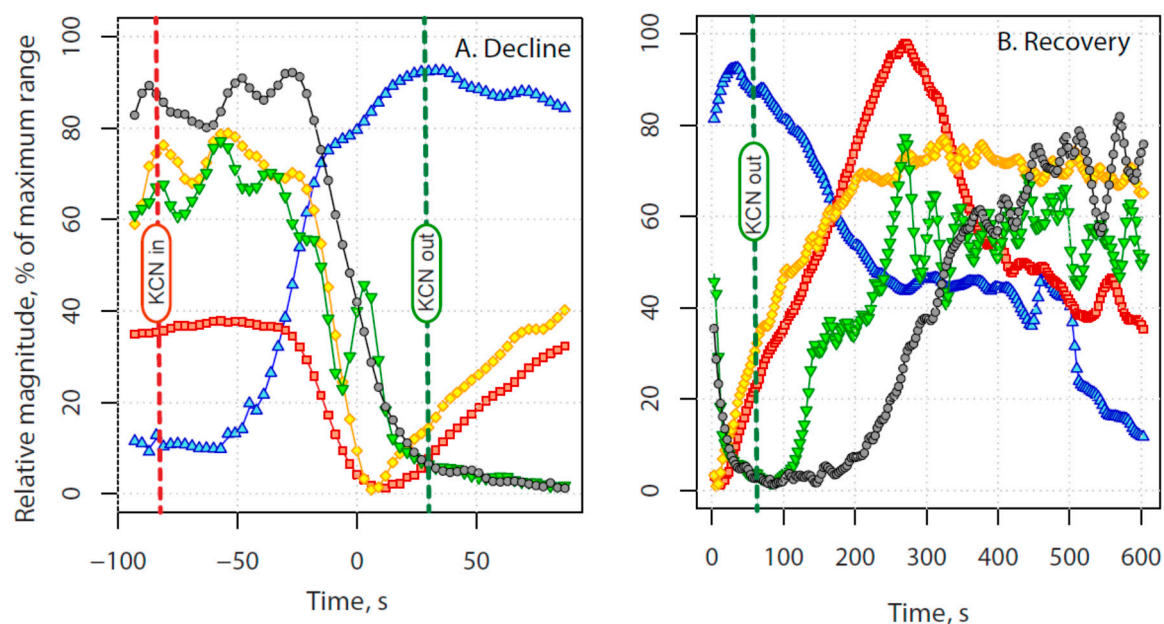 Relative magnitude, % of maximum range
100
80
60
40
20
0
A. Decline
KCN in
KCN out
−100
−50
0
50
Time, s
100
80
60
40
20
0
B. Recovery
KCN out
0
100
200
300
400
500
600
Time, s